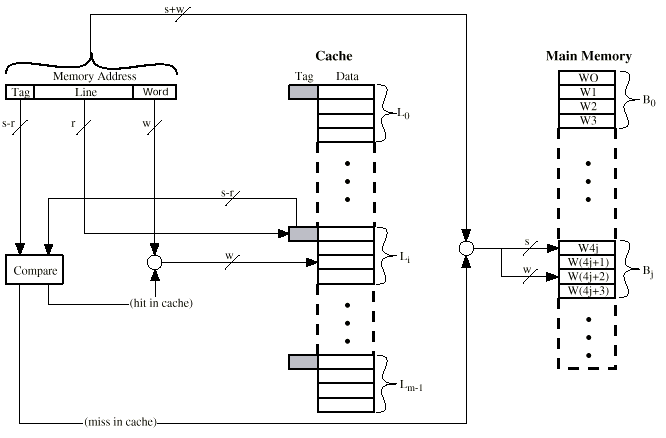 s+w
Cache
Main Memory
Memory Address
Tag Data
Tag Line Word
WO
W1
W2
W3
B0
L0
s-r r w
s-r
W4j
W(4j+1)
W(4j+2)
W(4j+3)
Bj
s
w
Li
w
Compare
(hit in cache)
Lm-1
(miss in cache)